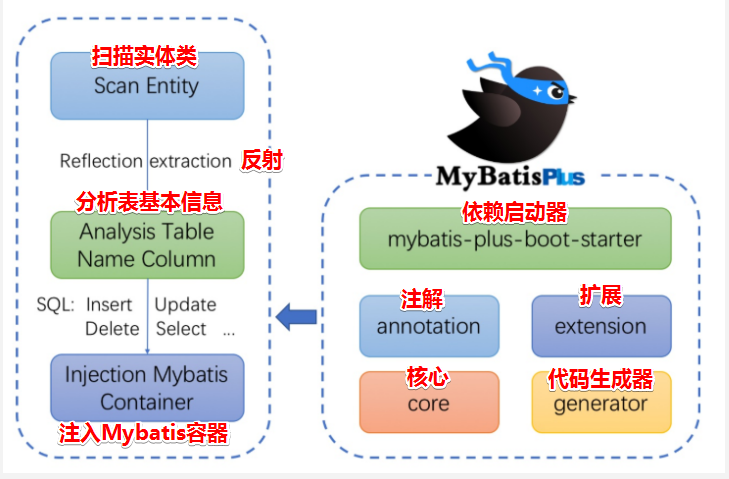 扫描实体类
Scan Entity
Reflection extraction 反射
分析表基本信息
Analysis Table
Name Column
SQL: Insert Update
Delete Select ...
Injection Mybatis
Container
注入Mybatis容器
MyBatisPlus
依赖启动器
mybatis-plus-boot-starter
注解
annotation
扩展
extension
核心
core
代码生成器
generator